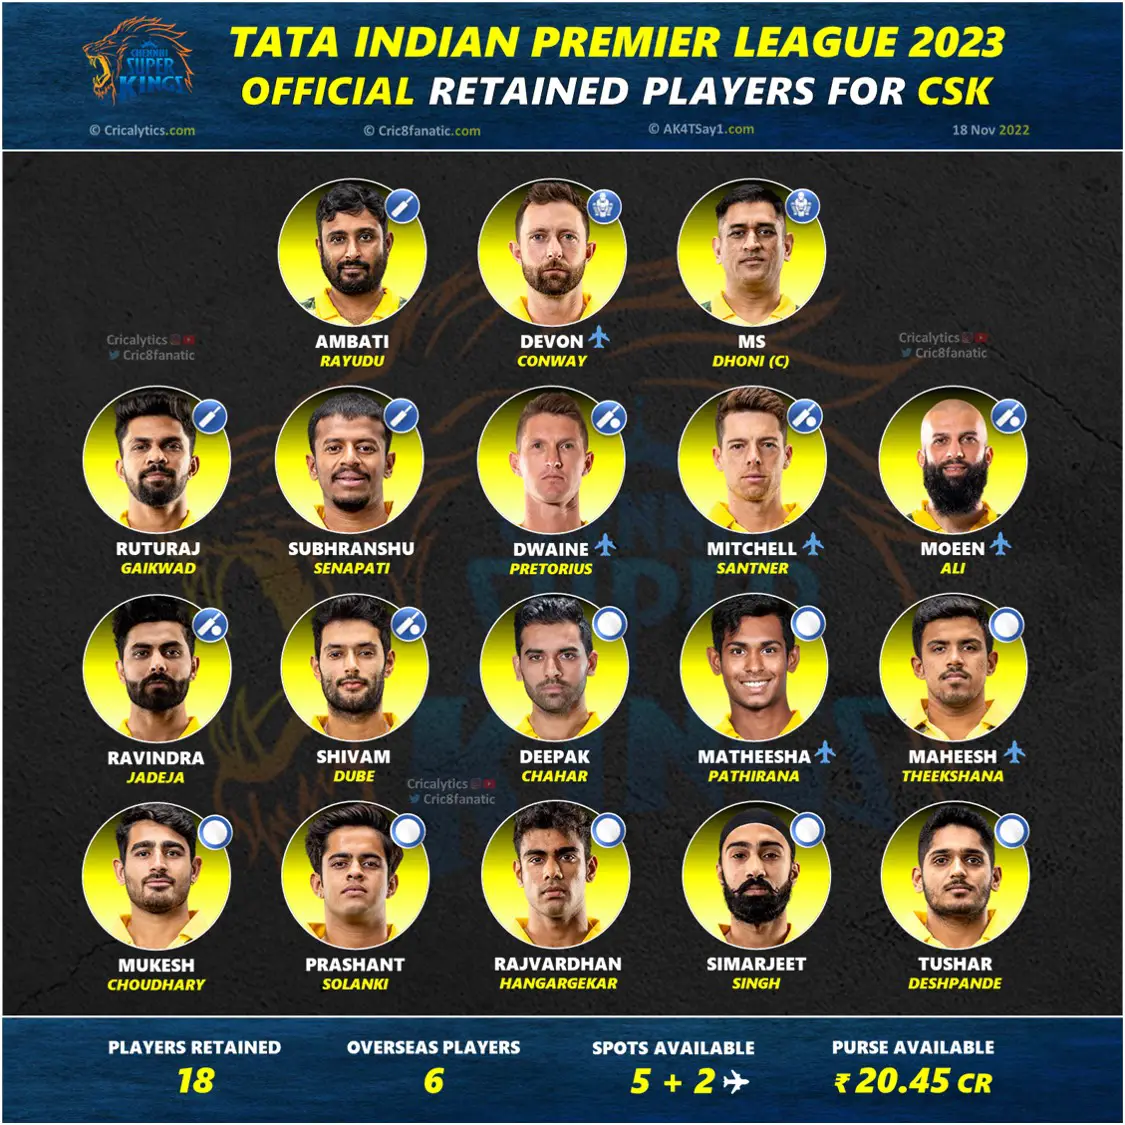 CHENNAI
SUPER
KINGS
TATA INDIAN PREMIER LEAGUE 2023
OFFICIAL RETAINED PLAYERS FOR CSK
© Cricalytics.com
© Cric8fanatic.com
© AK4TSay1.com
18 Nov 2022
AMBATI
RAYUDU
DEVON
CONWAY
MS
DHONI (C)
Cricalytics
Cric8fanatic
Cricalytics
Cric8fanatic
RUTURAJ
GAIKWAD
SUBHRANSHU
SENAPATI
DWAINE
PRETORIUS
MITCHELL
SANTNER
MOEEN
ALI
RAVINDRA
JADEJA
SHIVAM
DUBE
DEEPAK
CHAHAR
MATHEESHA
PATHIRANA
MAHEESH
THEEKSHANA
Cricalytics
Cric8fanatic
MUKESH
CHOUDHARY
PRASHANT
SOLANKI
RAJVARDHAN
HANGARGEKAR
SIMARJEET
SINGH
TUSHAR
DESHPANDE
PLAYERS RETAINED
18
OVERSEAS PLAYERS
6
SPOTS AVAILABLE
5 + 2
PURSE AVAILABLE
₹ 20.45 CR